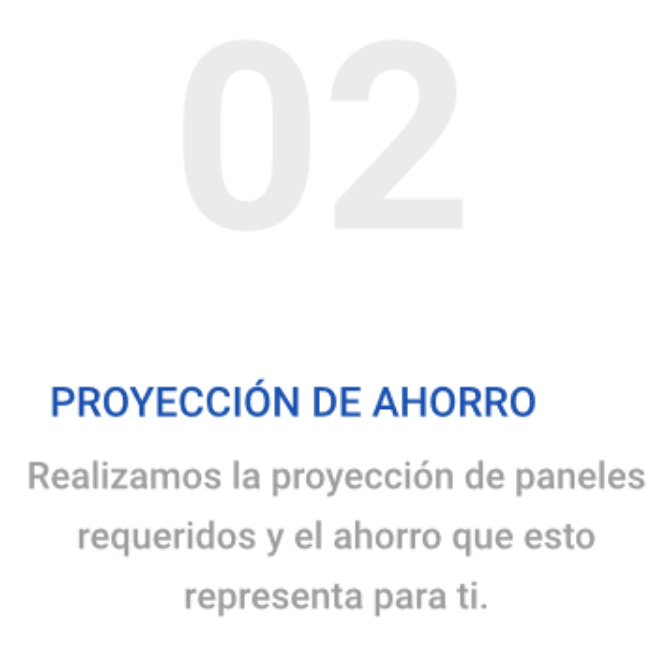 02
PROYECCIÓN DE AHORRO
Realizamos la proyección de paneles
requeridos y el ahorro que esto
representa para ti.